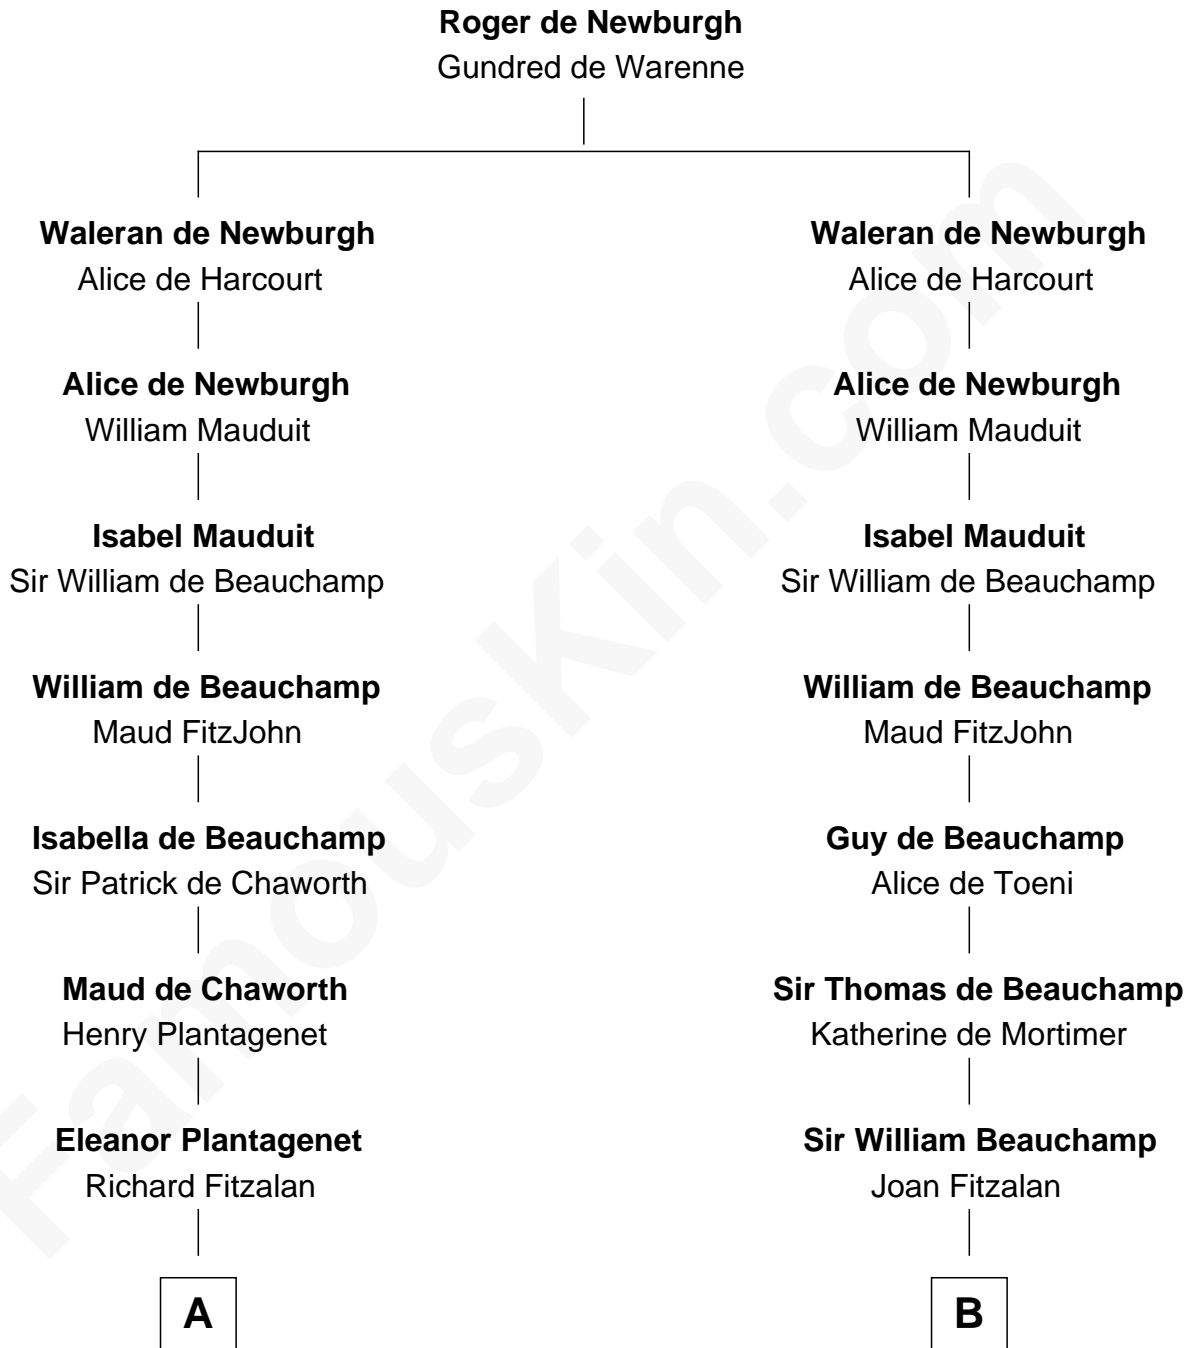 Roger de Newburgh
Gundred de Warenne
Waleran de Newburgh
Alice de Harcourt
Alice de Newburgh
William Mauduit
Isabel Mauduit
Sir William de Beauchamp
William de Beauchamp
Maud FitzJohn
Isabella de Beauchamp
Sir Patrick de Chaworth
Maud de Chaworth
Henry Plantagenet
Eleanor Plantagenet
Richard Fitzalan
A
Waleran de Newburgh
Alice de Harcourt
Alice de Newburgh
William Mauduit
Isabel Mauduit
Sir William de Beauchamp
William de Beauchamp
Maud FitzJohn
Guy de Beauchamp
Alice de Toeni
Sir Thomas de Beauchamp
Katherine de Mortimer
Sir William Beauchamp
Joan Fitzalan
B
FamousKin.com